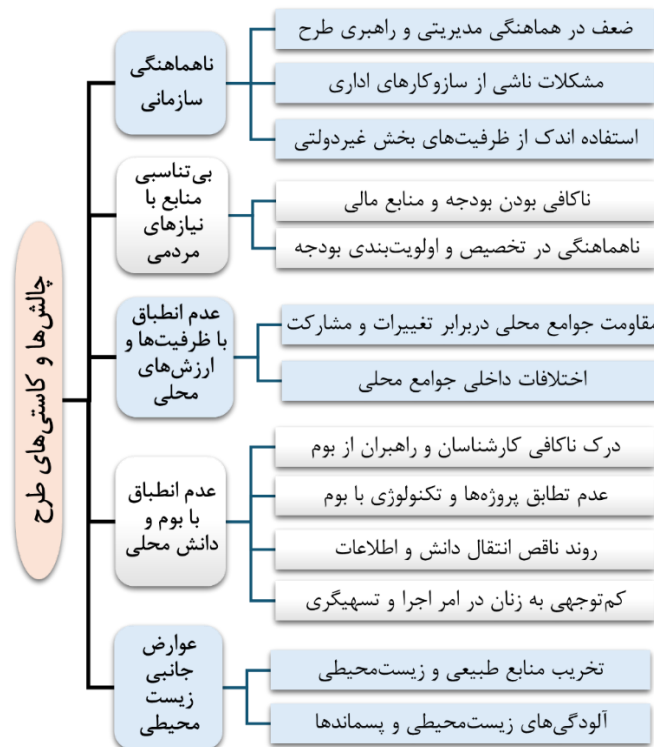 چالش‌ها و کاستی‌های طرح
ناهماهنگی
سازمانی
ضعف در هماهنگی مدیریتی و راهبری طرح
مشکلات ناشی از سازوکارهای اداری
استفاده اندک از ظرفیت‌های بخش غیردولتی
بی‌تناسبی
منابع با
نیازهای
مردمی
ناکافی بودن بودجه و منابع مالی
ناهماهنگی در تخصیص و اولویت‌بندی بودجه
عدم انطباق
با ظرفیت‌ها و
ارزش‌های
محلی
مقاومت جوامع محلی دربرابر تغییرات و مشارکت
اختلافات داخلی جوامع محلی
عدم انطباق
با بوم و
دانش محلی
درک ناکافی کارشناسان و راهبران از بوم
عدم تطابق پروژه‌ها و تکنولوژی با بوم
روند ناقص انتقال دانش و اطلاعات
کم‌توجهی به زنان در امر اجرا و تسهیگری
عوارض
جانبی
زیست
محیطی
تخریب منابع طبیعی و زیست‌محیطی
آلودگی‌های زیست‌محیطی و پسماندها